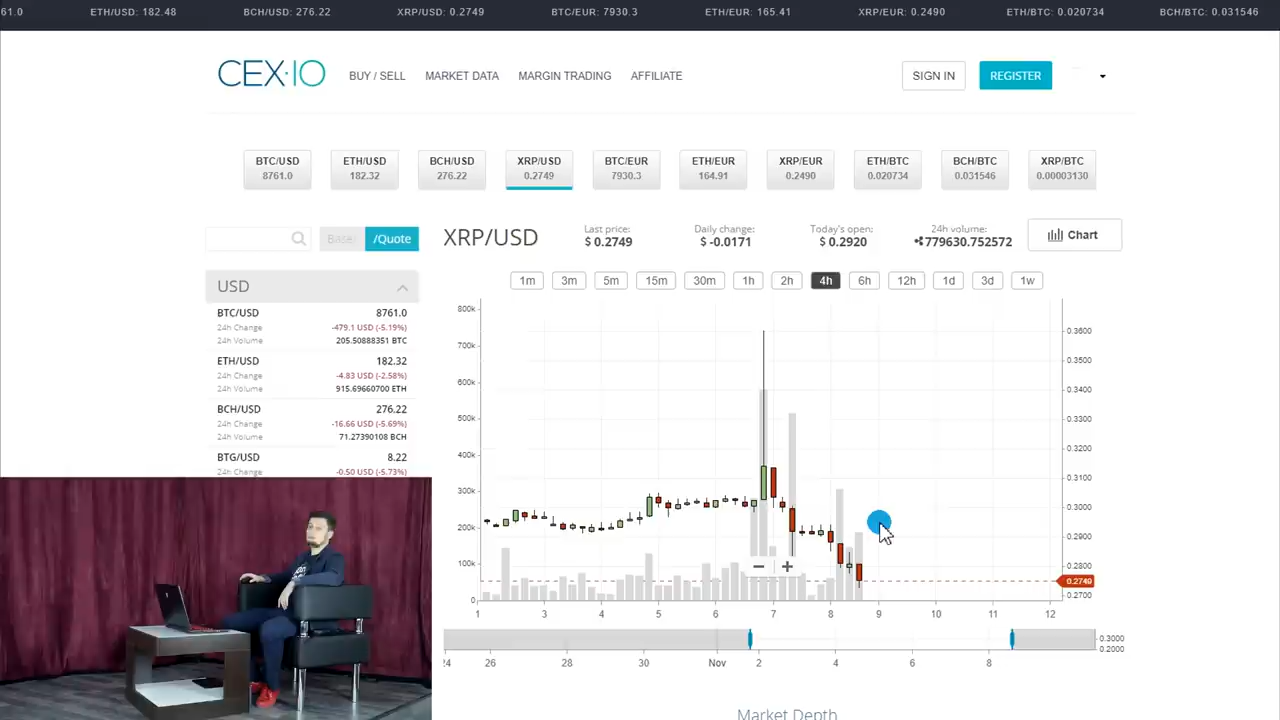 61.0 ETH/USD: 182.48 BCH/USD: 276.22 XRP/USD: 0.2749 BTC/EUR: 7930.3 ETH/EUR: 165.41 XRP/EUR: 0.2490 ETH/BTC: 0.020734 BCH/BTC: 0.031546
CEX·IO BUY / SELL MARKET DATA MARGIN TRADING AFFILIATE SIGN IN REGISTER
BTC/USD ETH/USD BCH/USD XRP/USD BTC/EUR ETH/EUR XRP/EUR ETH/BTC BCH/BTC XRP/BTC
8761.0 182.32 276.22 0.2749 7930.3 164.91 0.2490 0.020734 0.031546 0.00003130
Base/ /Quote
XRP/USD
Last price: Daily change: Today's open: 24h volume:
$ 0.2749 $ -0.0171 $ 0.2920 779630.752572
Chart
1m 3m 5m 15m 30m 1h 2h 4h 6h 12h 1d 3d 1w
USD
BTC/USD 8761.0
24h Change -479.1 USD (-5.19%)
24h Volume 205.50888351 BTC
ETH/USD 182.32
24h Change -4.83 USD (-2.58%)
24h Volume 915.69660700 ETH
BCH/USD 276.22
24h Change -16.66 USD (-5.69%)
24h Volume 71.27390108 BCH
BTG/USD 8.22
24h Change -0.50 USD (-5.73%)
800k
700k
600k
500k
400k
300k
200k
100k
0
0.3600
0.3500
0.3400
0.3300
0.3200
0.3100
0.3000
0.2900
0.2800
0.2749
0.2700
− +
1 3 4 5 6 7 8 9 10 11 12
0.3000
0.2000
24 26 28 30 Nov 2 4 6 8
Market Depth